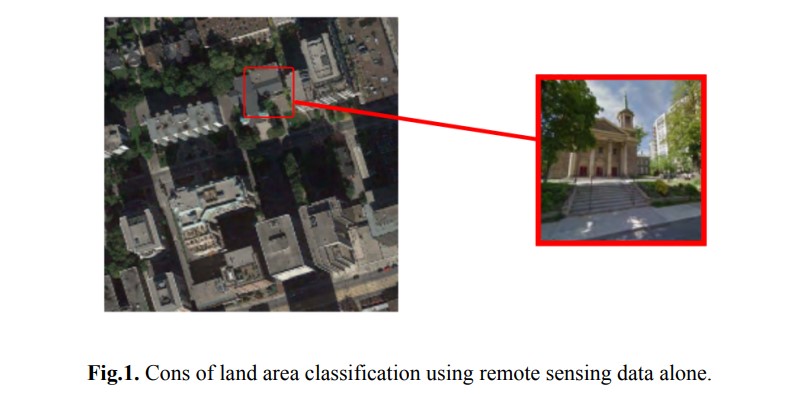 Fig.1. Cons of land area classification using remote sensing data alone.